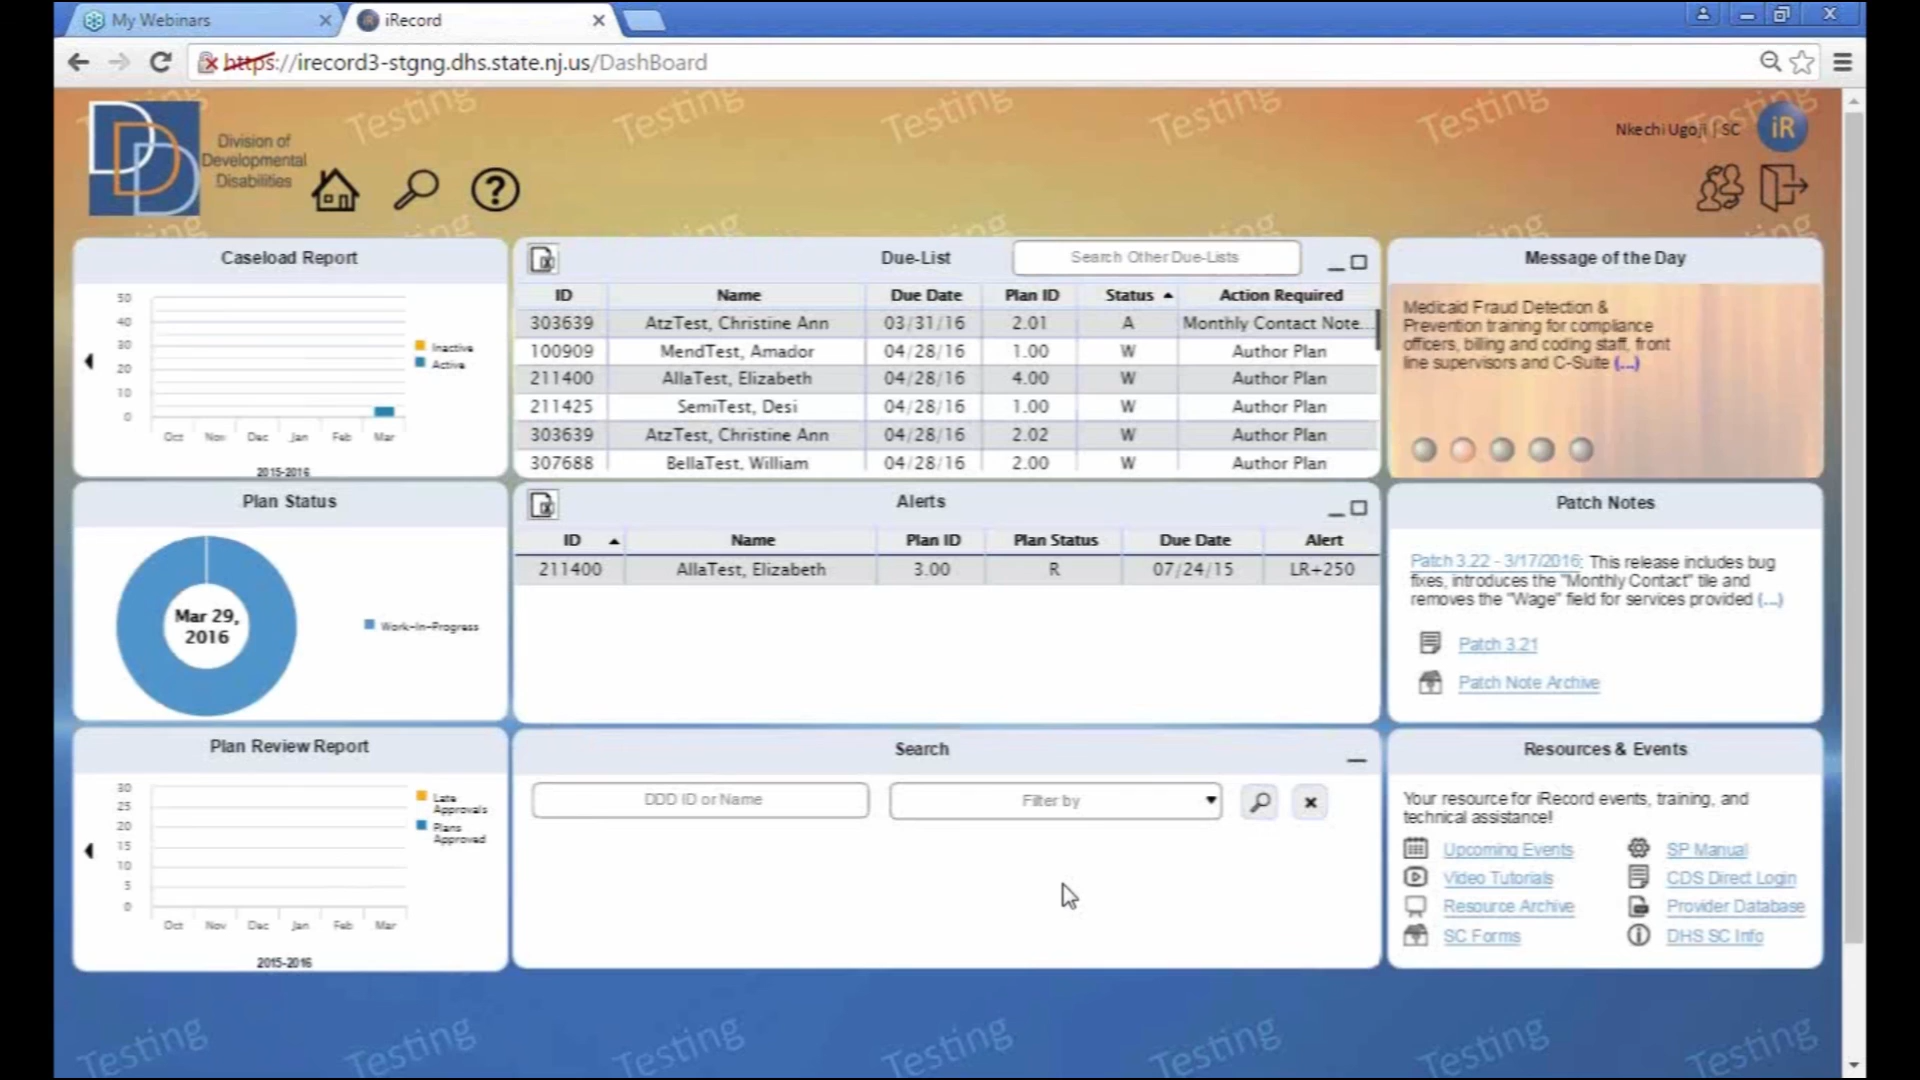 My Webinars
iRecord
https://irecord3-stgng.dhs.state.nj.us/DashBoard
Testing Testing Testing Testing Testing
Division of
Developmental
Disabilities
Nkechi Ugoji | SC
iR
Caseload Report
50
40
30
20
10
0
Inactive
Active
Oct Nov Dec Jan Feb Mar
2015-2016
Due-List
Search Other Due-Lists
ID Name Due Date Plan ID Status Action Required
303639 AtzTest, Christine Ann 03/31/16 2.01 A Monthly Contact Note...
100909 MendTest, Amador 04/28/16 1.00 W Author Plan
211400 AllaTest, Elizabeth 04/28/16 4.00 W Author Plan
211425 SemiTest, Desi 04/28/16 1.00 W Author Plan
303639 AtzTest, Christine Ann 04/28/16 2.02 W Author Plan
307688 BellaTest, William 04/28/16 2.00 W Author Plan
Message of the Day
Medicaid Fraud Detection &
Prevention training for compliance
officers, billing and coding staff, front
line supervisors and C-Suite (...)
Plan Status
Mar 29,
2016
Work-In-Progress
Alerts
ID Name Plan ID Plan Status Due Date Alert
211400 AllaTest, Elizabeth 3.00 R 07/24/15 LR+250
Patch Notes
Patch 3.22 - 3/17/2016: This release includes bug
fixes, introduces the "Monthly Contact" tile and
removes the "Wage" field for services provided (...)
Patch 3.21
Patch Note Archive
Plan Review Report
30
25
20
15
10
5
0
Late
Approvals
Plans
Approved
Oct Nov Dec Jan Feb Mar
2015-2016
Search
DDD ID or Name
Filter by
Resources & Events
Your resource for iRecord events, training, and
technical assistance!
Upcoming Events SP Manual
Video Tutorials CDS Direct Login
Resource Archive Provider Database
SC Forms DHS SC Info
Testing Testing Testing Testing Testing Testing Testing